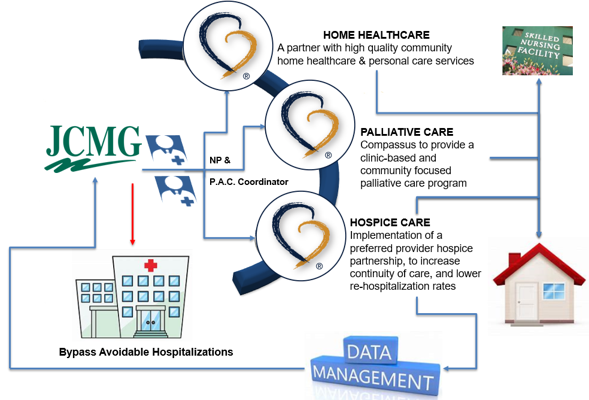 HOME HEALTHCARE
A partner with high quality community
home healthcare & personal care services
SKILLED
NURSING
FACILITY
®
JCMG
NP &
P.A.C. Coordinator
®
PALLIATIVE CARE
Compassus to provide a
clinic-based and
community focused
palliative care program
®
HOSPICE CARE
Implementation of a
preferred provider hospice
partnership, to increase
continuity of care, and lower
re-hospitalization rates
Bypass Avoidable Hospitalizations
DATA
MANAGEMENT